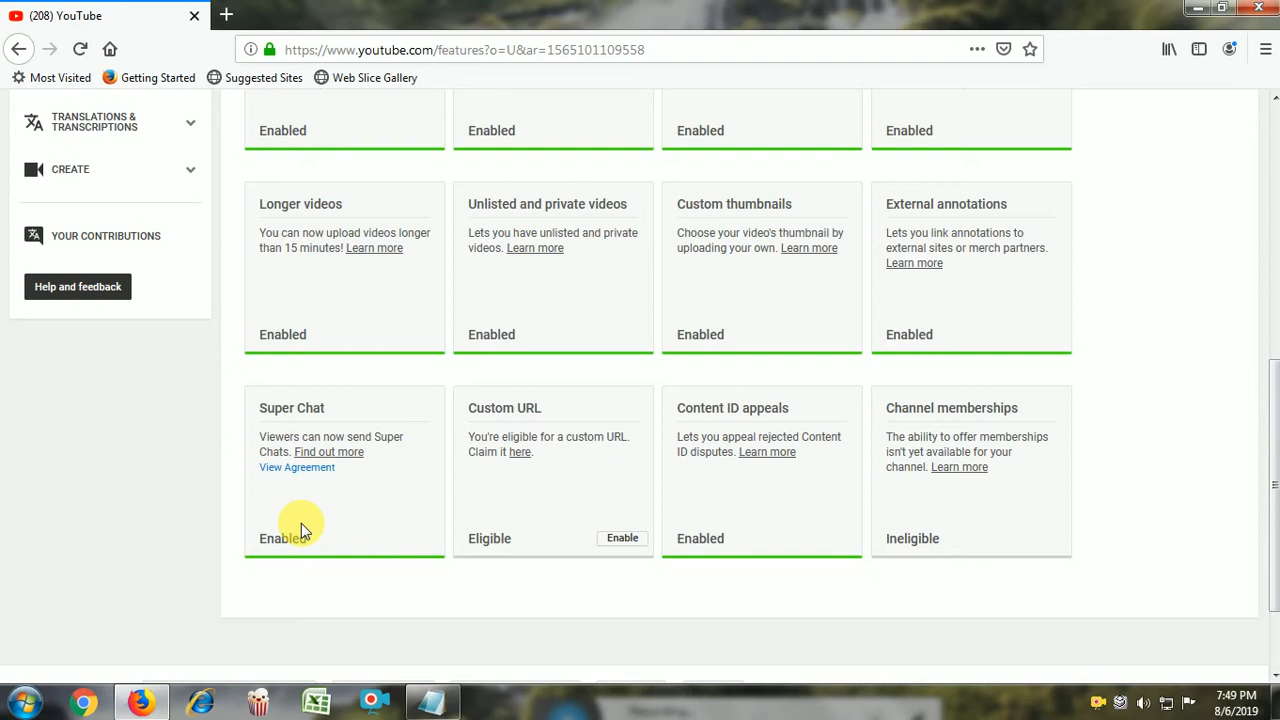 (208) YouTube
https://www.youtube.com/features?o=U&ar=1565101109558
Most Visited
Getting Started
Suggested Sites
Web Slice Gallery
TRANSLATIONS &
TRANSCRIPTIONS
CREATE
YOUR CONTRIBUTIONS
Help and feedback
Enabled
Enabled
Enabled
Enabled
Longer videos
You can now upload videos longer
than 15 minutes! Learn more
Enabled
Unlisted and private videos
Lets you have unlisted and private
videos. Learn more
Enabled
Custom thumbnails
Choose your video's thumbnail by
uploading your own. Learn more
Enabled
External annotations
Lets you link annotations to
external sites or merch partners.
Learn more
Enabled
Super Chat
Viewers can now send Super
Chats. Find out more
View Agreement
Enabled
Custom URL
You're eligible for a custom URL.
Claim it here.
Eligible
Enable
Content ID appeals
Lets you appeal rejected Content
ID disputes. Learn more
Enabled
Channel memberships
The ability to offer memberships
isn't yet available for your
channel. Learn more
Ineligible
7:49 PM
8/6/2019